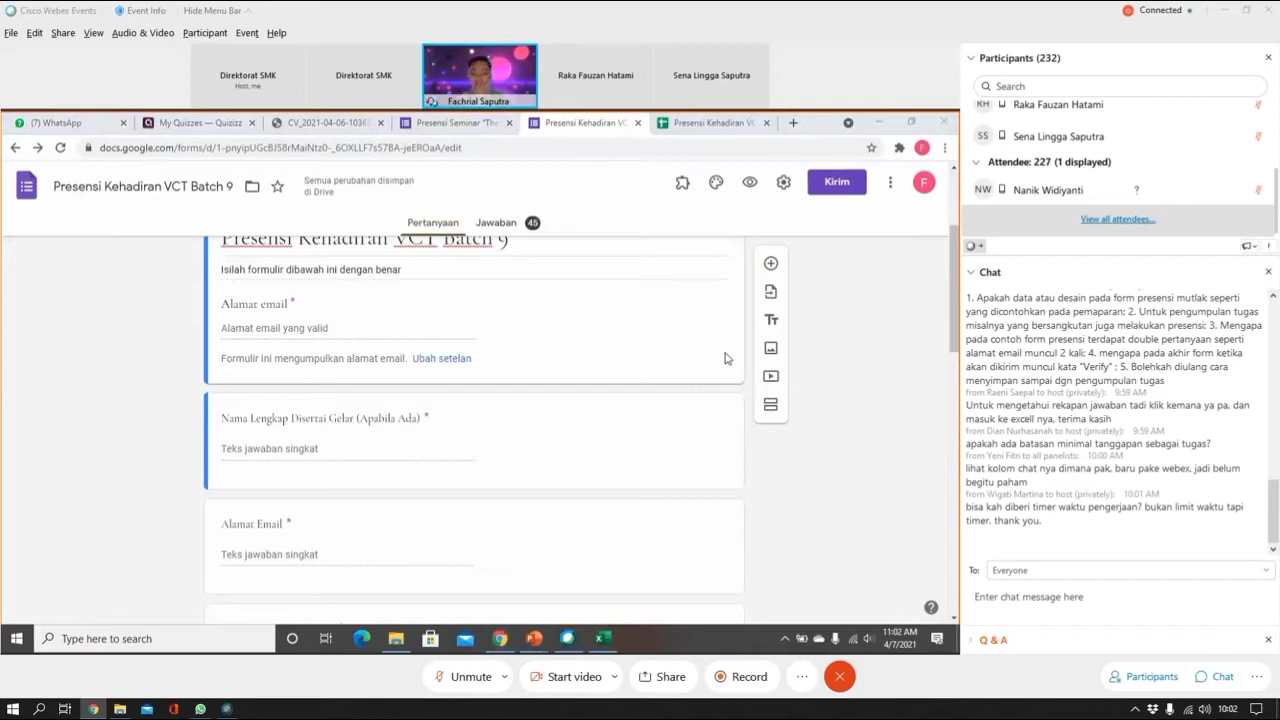 Cisco Webex Events
Event Info
Hide Menu Bar
Connected
File Edit Share View Audio & Video Participant Event Help
Direktorat SMK
Host, me
Direktorat SMK
Fachrial Saputra
Raka Fauzan Hatami
Sena Lingga Saputra
(1) WhatsApp
My Quizzes — Quizizz
Presensi Seminar "The
Presensi Kehadiran VC
Presensi Kehadiran V
Presensi Kehadiran VCT Batch 9
Semua perubahan disimpan
di Drive
Kirim
F
Pertanyaan
Jawaban 45
Presensi Kehadiran VCT Batch 9
Isilah formulir dibawah ini dengan benar
Alamat email *
Alamat email yang valid
Formulir ini mengumpulkan alamat email. Ubah setelan
Nama Lengkap Disertai Gelar (Apabila Ada) *
Teks jawaban singkat
Alamat Email *
Teks jawaban singkat
Type here to search
11:02 AM
4/7/2021
Participants (232)
Search
RH Raka Fauzan Hatami
SS Sena Lingga Saputra
Attendee: 227 (1 displayed)
NW Nanik Widiyanti
View all attendees...
Chat
1. Apakah data atau desain pada form presensi mutlak seperti
yang dicontohkan pada pemaparan; 2. Untuk pengumpulan tugas
misalnya yang bersangkutan juga melakukan presensi; 3. Mengapa
pada contoh form presensi terdapat double pertanyaan seperti
alamat email muncul 2 kali; 4. mengapa pada akhir form ketika
akan dikirim muncul kata "Verify" ; 5. Bolehkah diulang cara
menyimpan sampai dgn pengumpulan tugas
from Raeni Saepal to host (privately): 9:59 AM
Untuk mengetahui rekapan jawaban tadi klik kemana ya pa, dan
masuk ke excell nya, terima kasih
from Dian Nurhasanah to host (privately): 9:59 AM
apakah ada batasan minimal tanggapan sebagai tugas?
from Yeni Fitri to all panelists: 10:00 AM
lihat kolom chat nya dimana pak, baru pake webex, jadi belum
begitu paham
from Wigati Martina to host (privately): 10:01 AM
bisa kah diberi timer waktu pengerjaan? bukan limit waktu tapi
timer. thank you.
To: Everyone
Enter chat message here
Q & A
Unmute
Start video
Share
Record
Participants
Chat
10:02